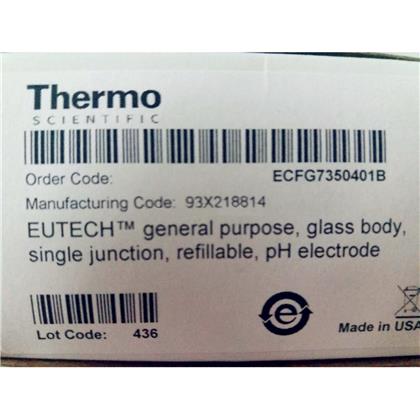 Thermo
SCIENTIFIC
Order Code: ECFG7350401B
Manufacturing Code: 93X218814
EUTECH™ general purpose, glass body,
single junction, refillable, pH electrode
Lot Code: 436
Made in USA